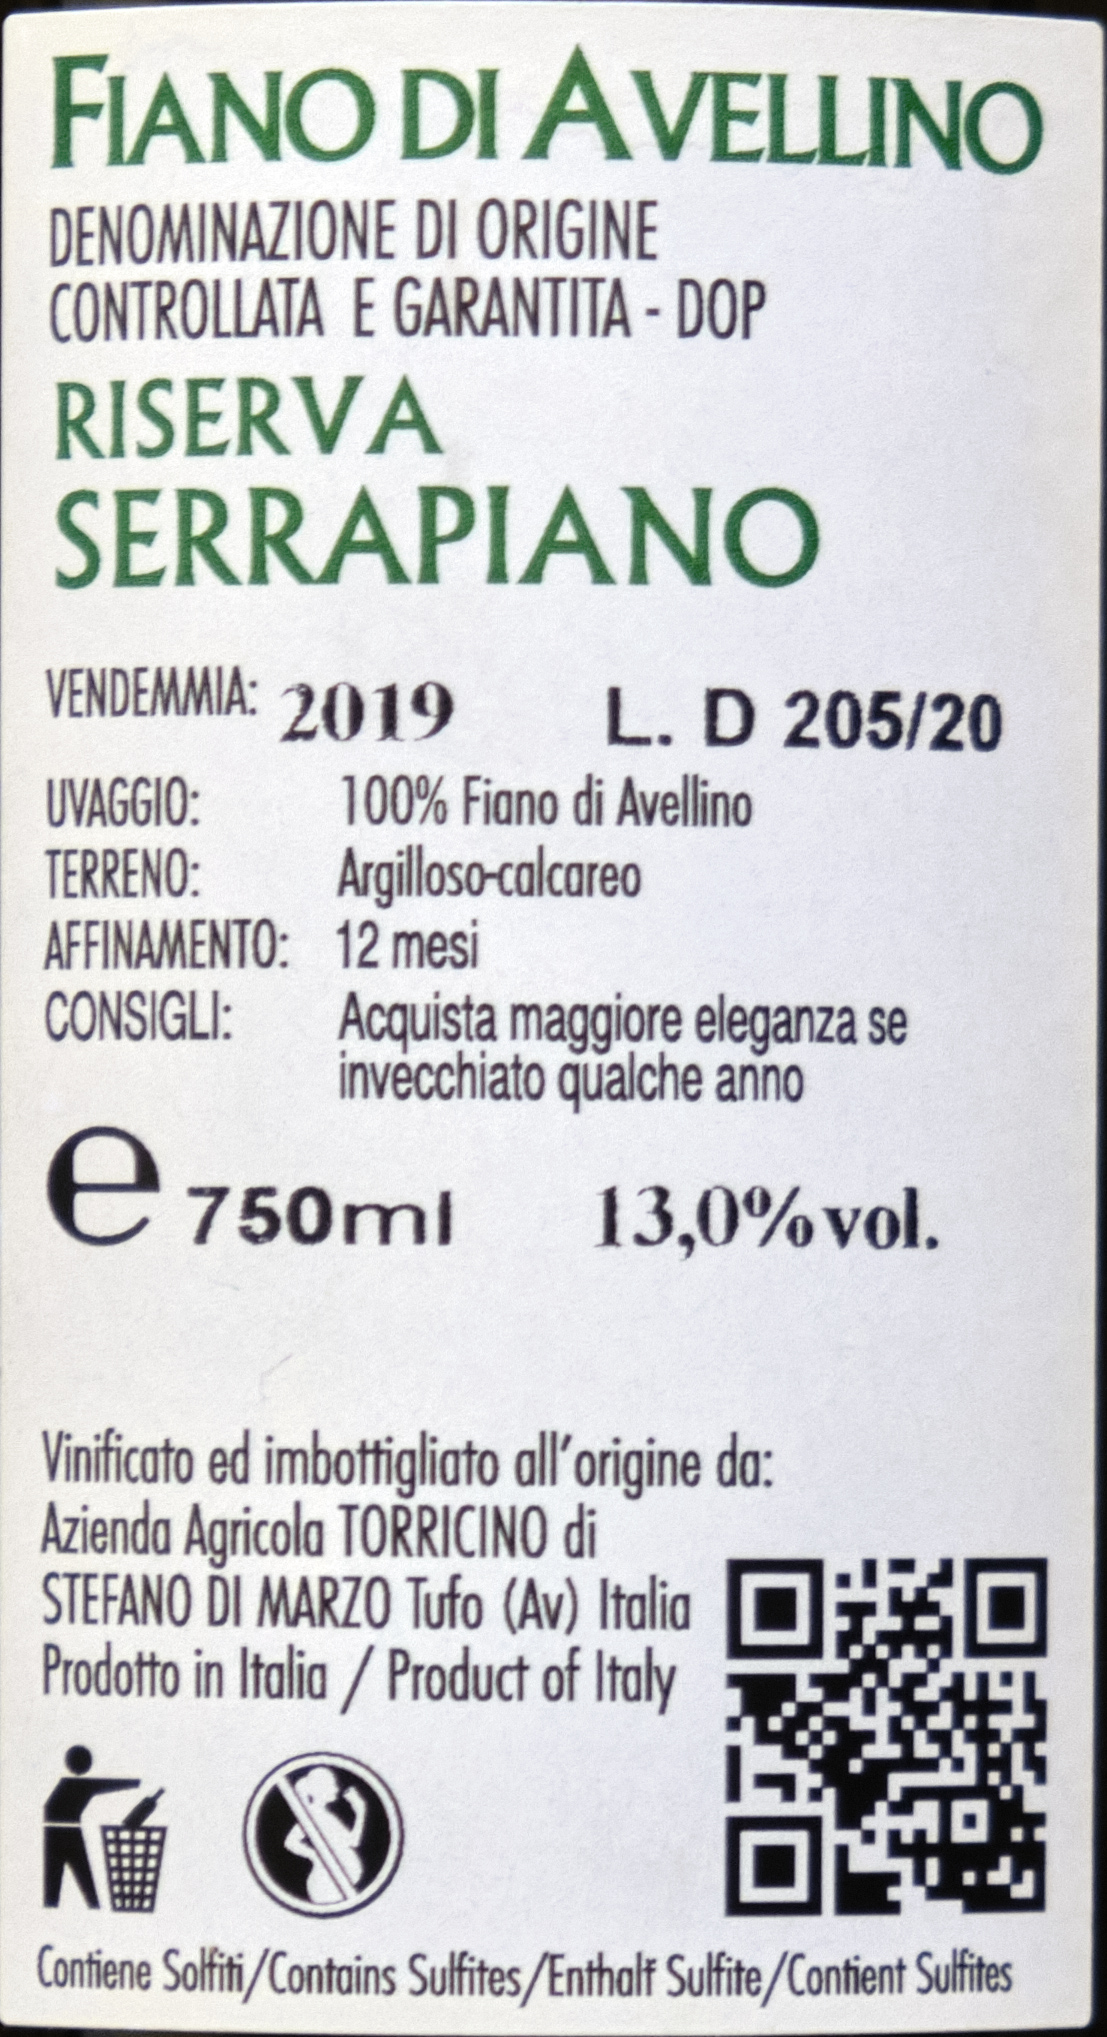 FIANO DI AVELLINO
DENOMINAZIONE DI ORIGINE
CONTROLLATA E GARANTITA - DOP
RISERVA
SERRAPIANO
VENDEMMIA: 2019 L. D 205/20
UVAGGIO: 100% Fiano di Avellino
TERRENO: Argilloso-calcareo
AFFINAMENTO: 12 mesi
CONSIGLI: Acquista maggiore eleganza se
invecchiato qualche anno
e 750ml 13,0%vol.
Vinificato ed imbottigliato all'origine da:
Azienda Agricola TORRICINO di
STEFANO DI MARZO Tufo (Av) Italia
Prodotto in Italia / Product of Italy
Contiene Solfiti/Contains Sulfites/Enthalt Sulfite/Contient Sulfites